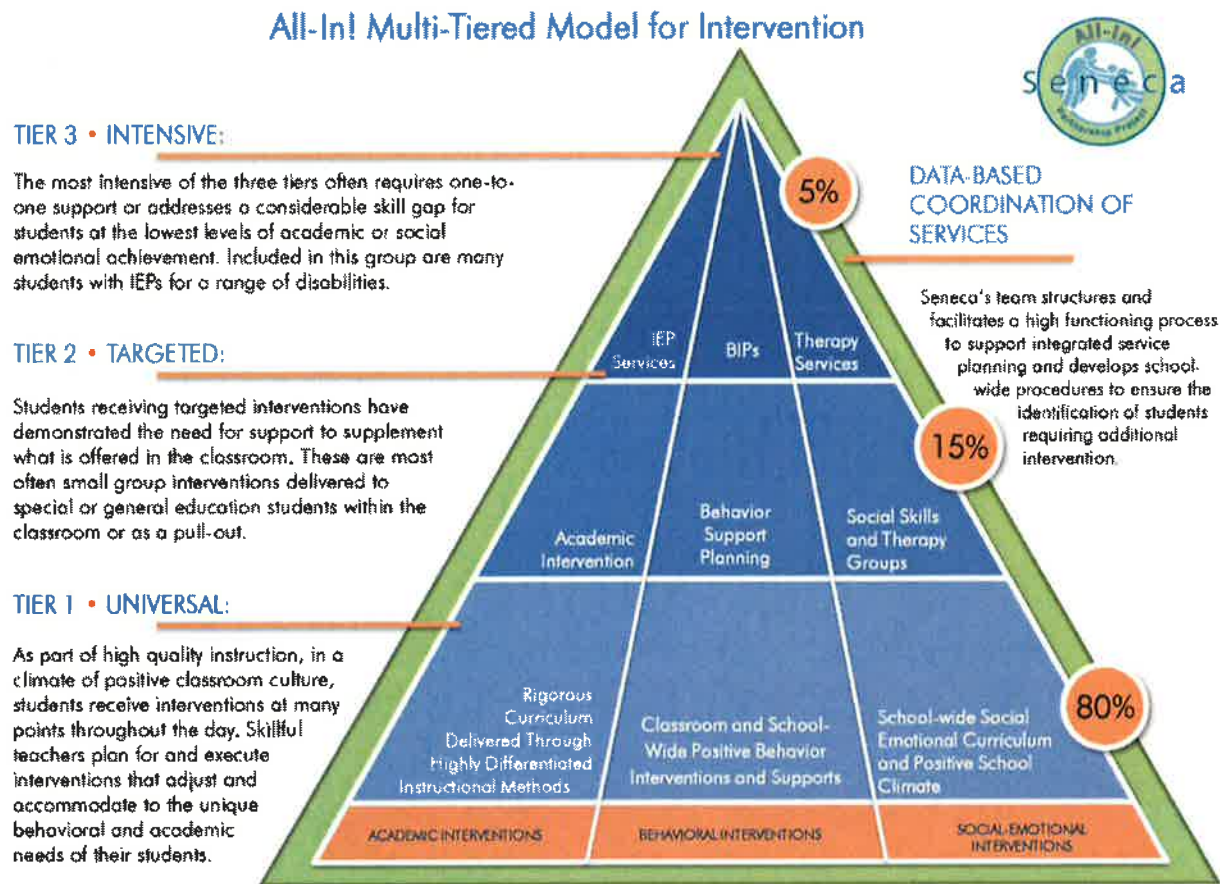 All-In! Multi-Tiered Model for Intervention
All-In!
Seneca
Partnership Project
TIER 3 • INTENSIVE:
The most intensive of the three tiers often requires one-to-
one support or addresses a considerable skill gap for
students at the lowest levels of academic or social
emotional achievement. Included in this group are many
students with IEPs for a range of disabilities.
TIER 2 • TARGETED:
Students receiving targeted interventions have
demonstrated the need for support to supplement
what is offered in the classroom. These are most
often small group interventions delivered to
special or general education students within the
classroom or as a pull-out.
TIER 1 • UNIVERSAL:
As part of high quality instruction, in a
climate of positive classroom culture,
students receive interventions at many
points throughout the day. Skillful
teachers plan for and execute
interventions that adjust and
accommodate to the unique
behavioral and academic
needs of their students.
5%
IEP
Services
BIPs
Therapy
Services
15%
Academic
Intervention
Behavior
Support
Planning
Social Skills
and Therapy
Groups
80%
Rigorous
Curriculum
Delivered Through
Highly Differentiated
Instructional Methods
Classroom and School-
Wide Positive Behavior
Interventions and Supports
School-wide Social
Emotional Curriculum
and Positive School
Climate
ACADEMIC INTERVENTIONS
BEHAVIORAL INTERVENTIONS
SOCIAL-EMOTIONAL
INTERVENTIONS
DATA-BASED
COORDINATION OF
SERVICES
Seneca's team structures and
facilitates a high functioning process
to support integrated service
planning and develops school-
wide procedures to ensure the
identification of students
requiring additional
intervention.